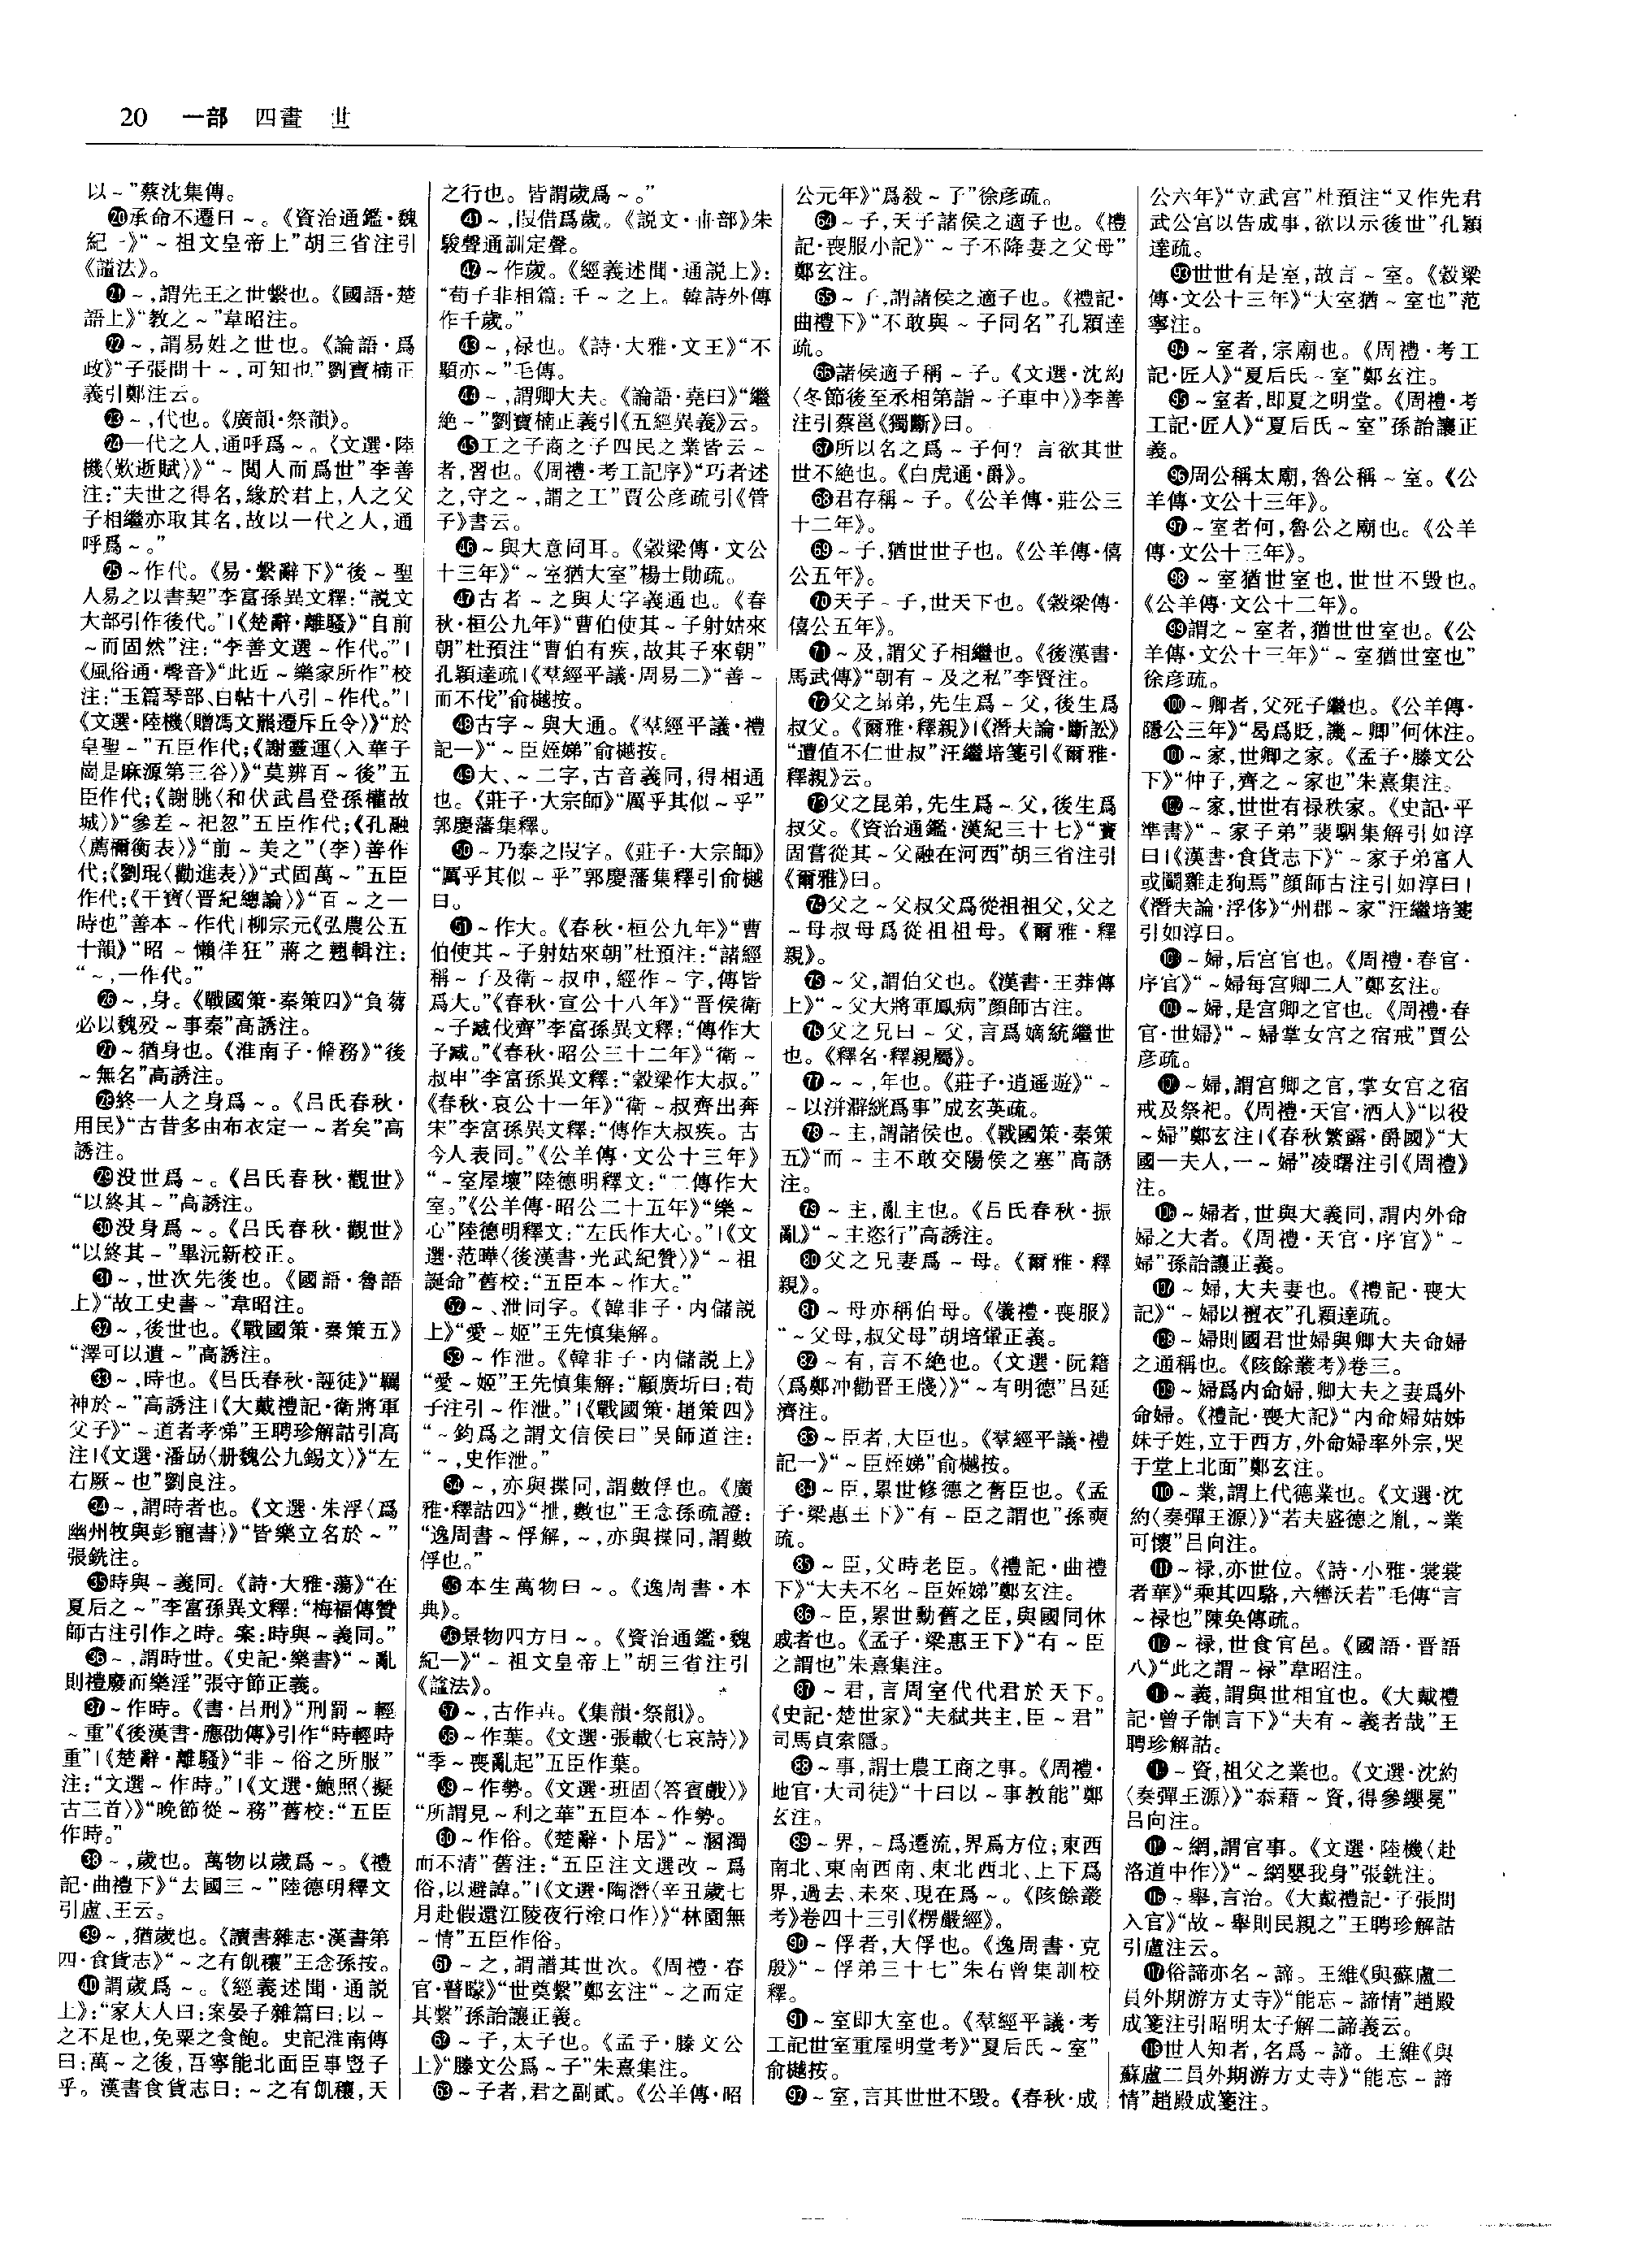 20 一部 四畫 世
以～”蔡沈集傳。
⑳承命不遷曰～。《資治通鑑·魏
紀一》“～祖文皇帝上”胡三省注引
《諡法》。
㉑～,謂先王之世繫也。《國語·楚
語上》“教之～”韋昭注。
㉒～,謂易姓之世也。《論語·爲
政》“子張問十～,可知也”劉寶楠正
義引鄭注云。
㉓～,代也。《廣韻·祭韻》。
㉔一代之人,通呼爲～。《文選·陸
機〈歎逝賦〉》“～閱人而爲世”李善
注:“夫世之得名,緣於君上,人之父
子相繼亦取其名,故以一代之人,通
呼爲～。”
㉕～作代。《易·繫辭下》“後～聖
人易之以書契”李富孫異文釋:“説文
大部引作後代。”|《楚辭·離騷》“自前
～而固然”注:“李善文選～作代。”|
《風俗通·聲音》“此近～樂家所作”校
注:“玉篇琴部、白帖十八引～作代。”|
《文選·陸機〈贈馮文羆遷斥丘令〉》“於
皇聖～”五臣作代;《謝靈運〈入華子
崗是麻源第三谷〉》“莫辨百～後”五
臣作代;《謝朓〈和伏武昌登孫權故
城〉》“參差～祀忽”五臣作代;《孔融
〈薦禰衡表〉》“前～美之”(李)善作
代;《劉琨〈勸進表〉》“式固萬～”五臣
作代;《干寶〈晉紀總論〉》“百～之一
時也”善本～作代|柳宗元《弘農公五
十韻》“昭～懶佯狂”蔣之翹輯注:
“～,一作代。”
㉖～,身。《戰國策·秦策四》“負芻
必以魏殁～事秦”高誘注。
㉗～猶身也。《淮南子·脩務》“後
～無名”高誘注。
㉘終一人之身爲～。《吕氏春秋·
用民》“古昔多由布衣定一～者矣”高
誘注。
㉙没世爲～。《吕氏春秋·觀世》
“以終其～”高誘注。
㉚没身爲～。《吕氏春秋·觀世》
“以終其～”畢沅新校正。
㉛～,世次先後也。《國語·魯語
上》“故工史書～”韋昭注。
㉜～,後世也。《戰國策·秦策五》
“澤可以遺～”高誘注。
㉝～,時也。《吕氏春秋·誣徒》“羈
神於～”高誘注|《大戴禮記·衛將軍
父子》“～道者孝悌”王聘珍解詁引高
注|《文選·潘勗〈册魏公九錫文〉》“左
右厥～也”劉良注。
㉞～,謂時者也。《文選·朱浮〈爲
幽州牧與彭寵書〉》“皆樂立名於～”
張銑注。
㉟時與～義同。《詩·大雅·蕩》“在
夏后之～”李富孫異文釋:“梅福傳贊
師古注引作之時。案:時與～義同。”
㊱～,謂時世。《史記·樂書》“～亂
則禮廢而樂淫”張守節正義。
㊲～作時。《書·吕刑》“刑罰～輕
～重”《後漢書·應劭傳》引作“時輕時
重”|《楚辭·離騷》“非～俗之所服”
注:“文選～作時。”|《文選·鮑照〈擬
古二首〉》“晚節從～務”舊校:“五臣
作時。”
㊳～,歲也。萬物以歲爲～。《禮
記·曲禮下》“去國三～”陸德明釋文
引盧、王云。
㊴～,猶歲也。《讀書雜志·漢書第
四·食貨志》“～之有飢穰”王念孫按。
㊵謂歲爲～。《經義述聞·通説
上》:“家大人曰:案晏子雜篇曰:以～
之不足也,免粟之食飽。史記淮南傳
曰:萬～之後,吾寧能北面臣事豎子
乎。漢書食貨志曰:～之有飢穰,天
之行也。皆謂歲爲～。”
㊶～,叚借爲歲。《説文·卅部》朱
駿聲通訓定聲。
㊷～作歲。《經義述聞·通説上》:
“荀子非相篇:千～之上。韓詩外傳
作千歲。”
㊸～,禄也。《詩·大雅·文王》“不
顯亦～”毛傳。
㊹～,謂卿大夫。《論語·堯曰》“繼
絶～”劉寶楠正義引《五經異義》云。
㊺工之子商之子四民之業皆云～
者,習也。《周禮·考工記序》“巧者述
之,守之～,謂之工”賈公彦疏引《管
子》書云。
㊻～與大意同耳。《穀梁傳·文公
十三年》“～室猶大室”楊士勛疏。
㊼古者～之與大字義通也。《春
秋·桓公九年》“曹伯使其～子射姑來
朝”杜預注“曹伯有疾,故其子來朝”
孔穎達疏|《羣經平議·周易二》“善～
而不伐”俞樾按。
㊽古字～與大通。《羣經平議·禮
記一》“～臣姪娣”俞樾按。
㊾大、～二字,古音義同,得相通
也。《莊子·大宗師》“厲乎其似～乎”
郭慶藩集釋。
㊿～乃泰之叚字。《莊子·大宗師》
“厲乎其似～乎”郭慶藩集釋引俞樾
曰。
51～作大。《春秋·桓公九年》“曹
伯使其～子射姑來朝”杜預注:“諸經
稱～子及衛～叔申,經作～字,傳皆
爲大。”《春秋·宣公十八年》“晋侯衛
～子臧伐齊”李富孫異文釋:“傳作大
子臧。”《春秋·昭公三十二年》“衛～
叔申”李富孫異文釋:“穀梁作大叔。”
《春秋·哀公十一年》“衛～叔齊出奔
宋”李富孫異文釋:“傳作大叔疾。古
今人表同。”《公羊傳·文公十三年》
“～室屋壞”陸德明釋文:“二傳作大
室。”《公羊傳·昭公二十五年》“樂～
心”陸德明釋文:“左氏作大心。”|《文
選·范曄〈後漢書·光武紀贊〉》“～祖
誕命”舊校:“五臣本～作大。”
52～、泄同字。《韓非子·内儲説
上》“愛～姬”王先慎集解。
53～作泄。《韓非子·内儲説上》
“愛～姬”王先慎集解:“顧廣圻曰:荀
子注引～作泄。”|《戰國策·趙策四》
“～鈞爲之謂文信侯曰”吴師道注:
“～,史作泄。”
54～,亦與揲同,謂數俘也。《廣
雅·釋詁四》“抴,數也”王念孫疏證:
“逸周書～俘解,～,亦與揲同,謂數
俘也。”
55本生萬物曰～。《逸周書·本
典》。
56景物四方曰～。《資治通鑑·魏
紀一》“～祖文皇帝上”胡三省注引
《諡法》。
57～,古作卋。《集韻·祭韻》。
58～作葉。《文選·張載〈七哀詩〉》
“季～喪亂起”五臣作葉。
59～作勢。《文選·班固〈答賓戲〉》
“所謂見～利之華”五臣本～作勢。
60～作俗。《楚辭·卜居》“～溷濁
而不清”舊注:“五臣注文選改～爲
俗,以避諱。”|《文選·陶潛〈辛丑歲七
月赴假還江陵夜行塗口作〉》“林園無
～情”五臣作俗。
61～之,謂譜其世次。《周禮·春
官·瞽矇》“世奠繫”鄭玄注“～之而定
其繫”孫詒讓正義。
62～子,太子也。《孟子·滕文公
上》“滕文公爲～子”朱熹集注。
63～子者,君之副貳。《公羊傳·昭
公元年》“爲殺～子”徐彦疏。
64～子,天子諸侯之適子也。《禮
記·喪服小記》“～子不降妻之父母”
鄭玄注。
65～子,謂諸侯之適子也。《禮記·
曲禮下》“不敢與～子同名”孔穎達
疏。
66諸侯適子稱～子。《文選·沈約
〈冬節後至丞相第詣～子車中〉》李善
注引蔡邕《獨斷》曰。
67所以名之爲～子何?言欲其世
世不絶也。《白虎通·爵》。
68君存稱～子。《公羊傳·莊公三
十二年》。
69～子,猶世世子也。《公羊傳·僖
公五年》。
70天子～子,世天下也。《穀梁傳·
僖公五年》。
71～及,謂父子相繼也。《後漢書·
馬武傳》“朝有～及之私”李賢注。
72父之晜弟,先生爲～父,後生爲
叔父。《爾雅·釋親》|《潛夫論·斷訟》
“遭值不仁世叔”汪繼培箋引《爾雅·
釋親》云。
73父之昆弟,先生爲～父,後生爲
叔父。《資治通鑑·漢紀三十七》“竇
固嘗從其～父融在河西”胡三省注引
《爾雅》曰。
74父之～父叔父爲從祖祖父,父之
～母叔母爲從祖祖母。《爾雅·釋
親》。
75～父,謂伯父也。《漢書·王莽傳
上》“～父大將軍鳳病”顔師古注。
76父之兄曰～父,言爲嫡統繼世
也。《釋名·釋親屬》。
77～～,年也。《莊子·逍遥遊》“～
～以洴澼絖爲事”成玄英疏。
78～主,謂諸侯也。《戰國策·秦策
五》“而～主不敢交陽侯之塞”高誘
注。
79～主,亂主也。《吕氏春秋·振
亂》“～主恣行”高誘注。
80父之兄妻爲～母。《爾雅·釋
親》。
81～母亦稱伯母。《儀禮·喪服》
“～父母,叔父母”胡培翬正義。
82～有,言不絶也。《文選·阮籍
〈爲鄭冲勸晋王牋〉》“～有明德”吕延
濟注。
83～臣者,大臣也。《羣經平議·禮
記一》“～臣姪娣”俞樾按。
84～臣,累世修德之舊臣也。《孟
子·梁惠王下》“有～臣之謂也”孫奭
疏。
85～臣,父時老臣。《禮記·曲禮
下》“大夫不名～臣姪娣”鄭玄注。
86～臣,累世勳舊之臣,與國同休
戚者也。《孟子·梁惠王下》“有～臣
之謂也”朱熹集注。
87～君,言周室代代君於天下。
《史記·楚世家》“夫弑共主,臣～君”
司馬貞索隱。
88～事,謂士農工商之事。《周禮·
地官·大司徒》“十曰以～事教能”鄭
玄注。
89～界,～爲遷流,界爲方位;東西
南北、東南西南、東北西北、上下爲
界,過去、未來、現在爲～。《陔餘叢
考》卷四十三引《楞嚴經》。
90～俘者,大俘也。《逸周書·克
殷》“～俘弟三十七”朱右曾集訓校
釋。
91～室即大室也。《羣經平議·考
工記世室重屋明堂考》“夏后氏～室”
俞樾按。
92～室,言其世世不毁。《春秋·成
公六年》“立武宫”杜預注“又作先君
武公宫以告成事,欲以示後世”孔穎
達疏。
93世世有是室,故言～室。《穀梁
傳·文公十三年》“大室猶～室也”范
寧注。
94～室者,宗廟也。《周禮·考工
記·匠人》“夏后氏～室”鄭玄注。
95～室者,即夏之明堂。《周禮·考
工記·匠人》“夏后氏～室”孫詒讓正
義。
96周公稱太廟,魯公稱～室。《公
羊傳·文公十三年》。
97～室者何,魯公之廟也。《公羊
傳·文公十三年》。
98～室猶世室也,世世不毁也。
《公羊傳·文公十二年》。
99謂之～室者,猶世世室也。《公
羊傳·文公十三年》“～室猶世室也”
徐彦疏。
100～卿者,父死子繼也。《公羊傳·
隱公三年》“曷爲貶,譏～卿”何休注。
101～家,世卿之家。《孟子·滕文公
下》“仲子,齊之～家也”朱熹集注。
102～家,世世有禄秩家。《史記·平
準書》“～家子弟”裴駰集解引如淳
曰|《漢書·食貨志下》“～家子弟富人
或鬭雞走狗焉”顔師古注引如淳曰|
《潛夫論·浮侈》“州郡～家”汪繼培箋
引如淳曰。
103～婦,后宫官也。《周禮·春官·
序官》“～婦每宫卿二人”鄭玄注。
104～婦,是宫卿之官也。《周禮·春
官·世婦》“～婦掌女宫之宿戒”賈公
彦疏。
105～婦,謂宫卿之官,掌女宫之宿
戒及祭祀。《周禮·天官·酒人》“以役
～婦”鄭玄注|《春秋繁露·爵國》“大
國一夫人,一～婦”凌曙注引《周禮》
注。
106～婦者,世與大義同,謂内外命
婦之大者。《周禮·天官·序官》“～
婦”孫詒讓正義。
107～婦,大夫妻也。《禮記·喪大
記》“～婦以襢衣”孔穎達疏。
108～婦則國君世婦與卿大夫命婦
之通稱也。《陔餘叢考》卷三。
109～婦爲内命婦,卿大夫之妻爲外
命婦。《禮記·喪大記》“内命婦姑姊
妹子姓,立于西方,外命婦率外宗,哭
于堂上北面”鄭玄注。
110～業,謂上代德業也。《文選·沈
約〈奏彈王源〉》“若夫盛德之胤,～業
可懷”吕向注。
111～禄,亦世位。《詩·小雅·裳裳
者華》“乘其四駱,六轡沃若”毛傳“言
～禄也”陳奂傳疏。
112～禄,世食官邑。《國語·晋語
八》“此之謂～禄”韋昭注。
113～義,謂與世相宜也。《大戴禮
記·曾子制言下》“夫有～義者哉”王
聘珍解詁。
114～資,祖父之業也。《文選·沈約
〈奏彈王源〉》“忝藉～資,得參纓冕”
吕向注。
115～網,謂官事。《文選·陸機〈赴
洛道中作〉》“～網嬰我身”張銑注。
116～舉,言治。《大戴禮記·子張問
入官》“故～舉則民親之”王聘珍解詁
引盧注云。
117俗諦亦名～諦。王維《與蘇盧二
員外期游方丈寺》“能忘～諦情”趙殿
成箋注引昭明太子解二諦義云。
118世人知者,名爲～諦。王維《與
蘇盧二員外期游方丈寺》“能忘～諦
情”趙殿成箋注。